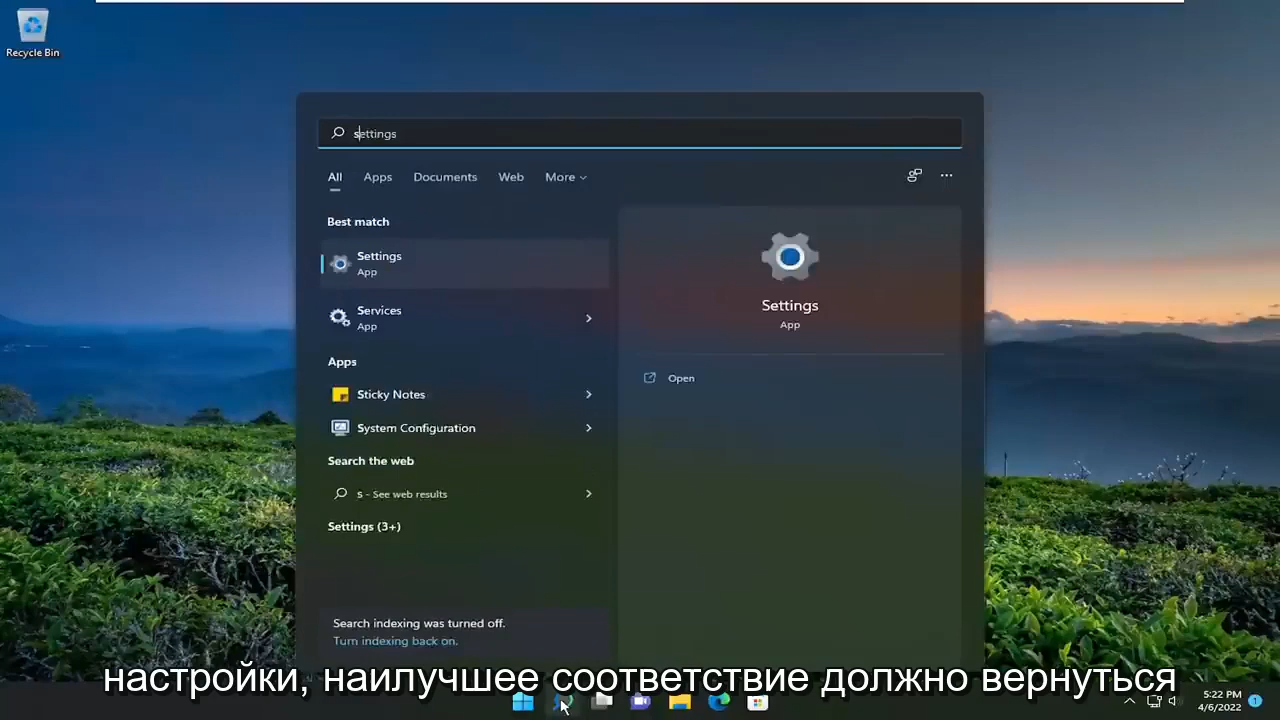 Recycle Bin
settings
All Apps Documents Web More
Best match
Settings
App
Services
App
Apps
Sticky Notes
System Configuration
Search the web
s - See web results
Settings (3+)
Search indexing was turned off.
Turn indexing back on.
Settings
App
Open
настройки, наилучшее соответствие должно вернуться
5:22 PM
4/6/2022
1